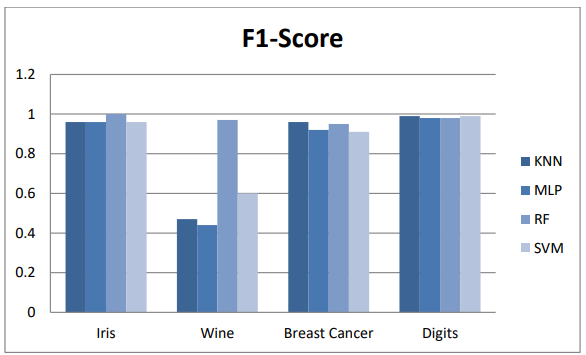 F1-Score
1.2
1
0.8
0.6
0.4
0.2
0
Iris Wine Breast Cancer Digits
KNN
MLP
RF
SVM